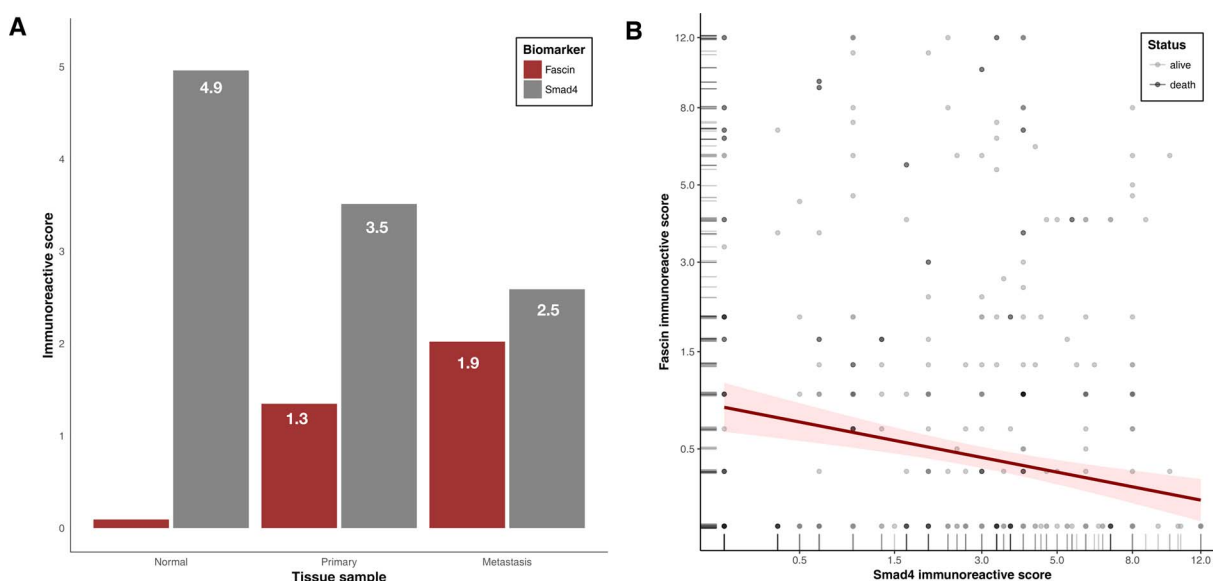 A
Immunoreactive score
5
4
3
2
1
0
Biomarker
Fascin
Smad4
4.9
1.3
3.5
1.9
2.5
Normal
Primary
Metastasis
Tissue sample
B
Fascin immunoreactive score
12.0
8.0
5.0
3.0
1.5
0.5
Status
alive
death
0.5
1.5
3.0
5.0
8.0
12.0
Smad4 immunoreactive score